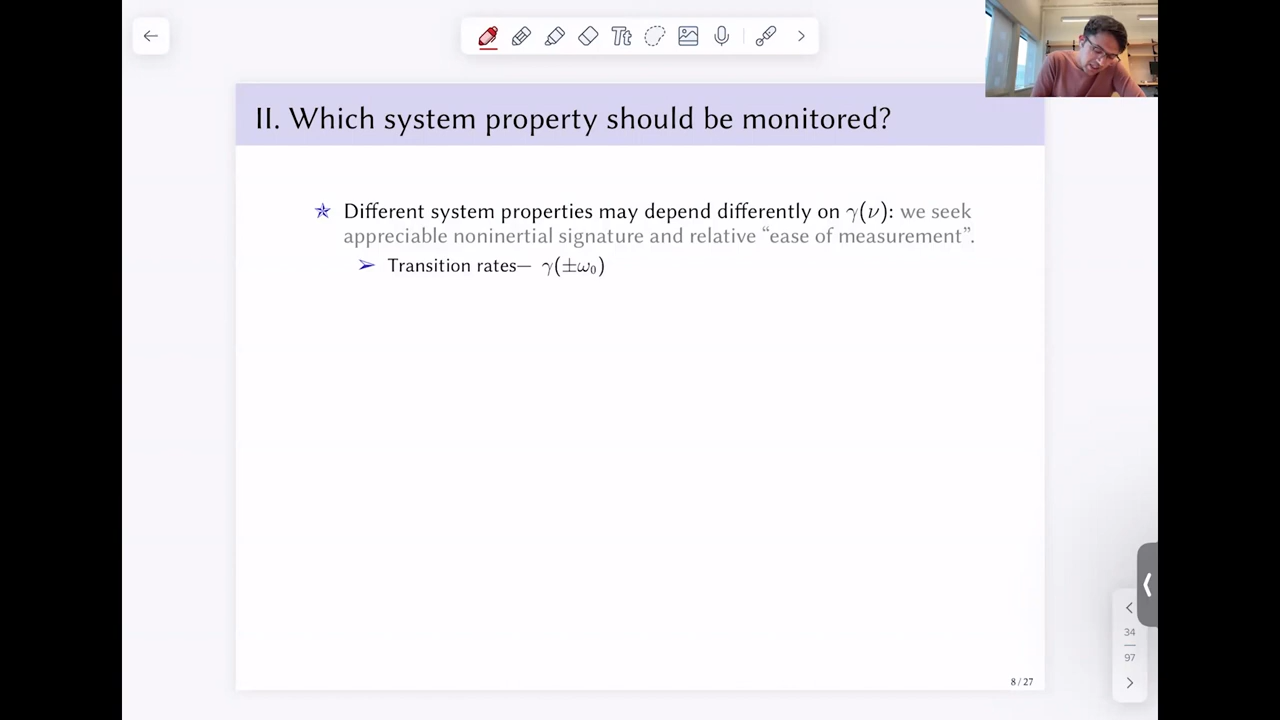 Tt
II. Which system property should be monitored?
Different system properties may depend differently on γ(ν): we seek
appreciable noninertial signature and relative “ease of measurement”.
➢ Transition rates— γ(±ω₀)
34
97
8 / 27